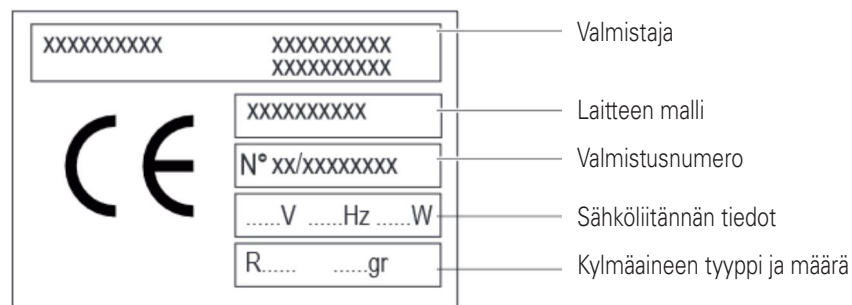 XXXXXXXXXX XXXXXXXXXX Valmistaja
XXXXXXXXXX
CE
XXXXXXXXXX Laitteen malli
N° xx/xxxxxxxx Valmistusnumero
......V ......Hz ......W Sähköliitännän tiedot
R...... ......gr Kylmäaineen tyyppi ja määrä